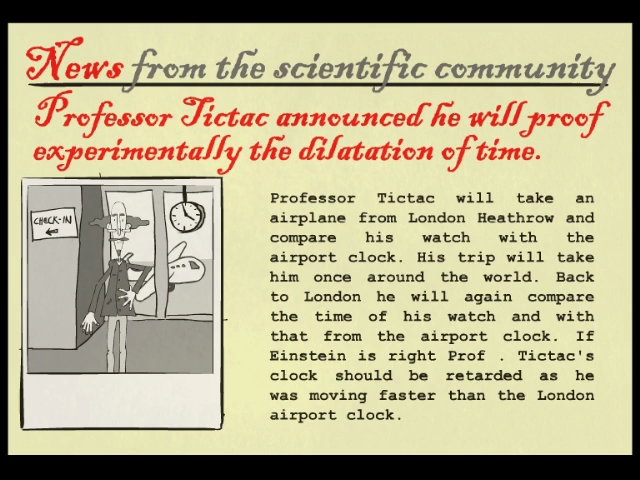 News from the scientific community
Professor Tictac announced he will proof
experimentally the dilatation of time.
CHECK-IN
Professor Tictac will take an
airplane from London Heathrow and
compare his watch with the
airport clock. His trip will take
him once around the world. Back
to London he will again compare
the time of his watch and with
that from the airport clock. If
Einstein is right Prof . Tictac's
clock should be retarded as he
was moving faster than the London
airport clock.